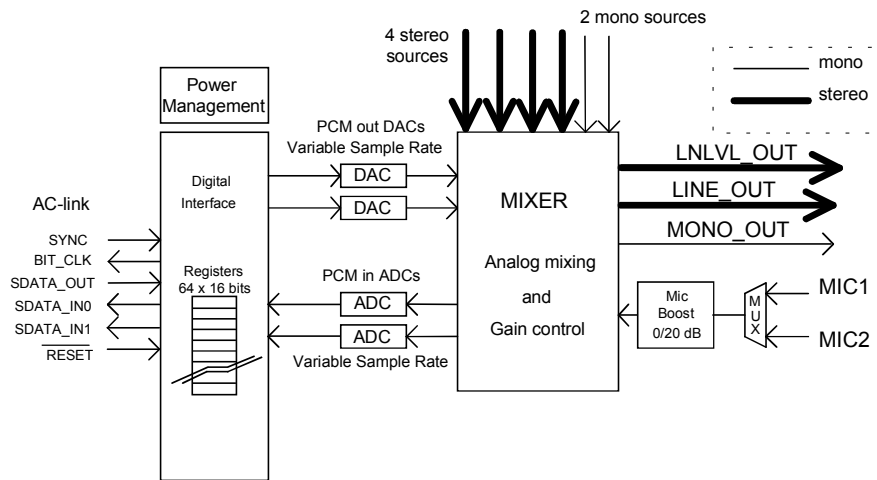 2 mono sources
4 stereo
sources
mono
stereo
Power
Management
PCM out DACs
Variable Sample Rate
DAC
DAC
LNLVL_OUT
LINE_OUT
MONO_OUT
Digital
Interface
AC-link
SYNC
BIT_CLK
SDATA_OUT
SDATA_IN0
SDATA_IN1
RESET
Registers
64 x 16 bits
PCM in ADCs
ADC
ADC
Variable Sample Rate
MIXER
Analog mixing
and
Gain control
Mic
Boost
0/20 dB
MUX
MIC1
MIC2